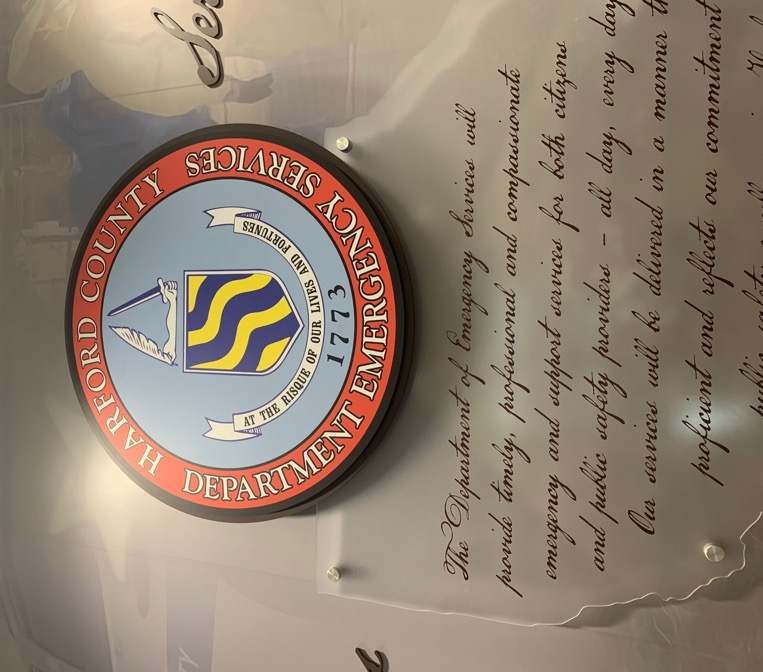 HARFORD COUNTY
DEPARTMENT EMERGENCY SERVICES
AT THE RISQUE OF OUR LIVES AND FORTUNES
1773
The Department of Emergency Services will
provide timely, professional and compassionate
emergency and support services for both citizens
and public safety providers – all day, every day
Our services will be delivered in a manner
proficient and reflects our commitment
public safety